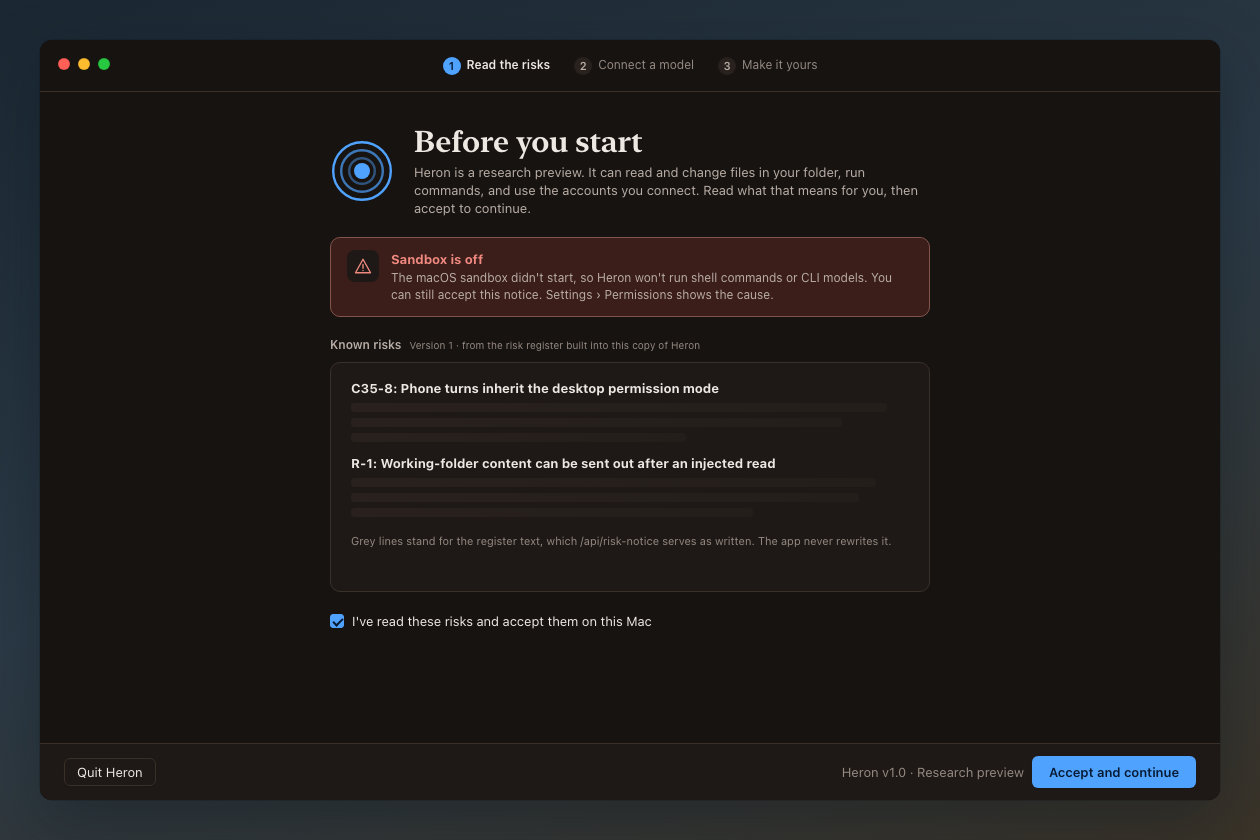 1 Read the risks 2 Connect a model 3 Make it yours
Before you start
Heron is a research preview. It can read and change files in your folder, run
commands, and use the accounts you connect. Read what that means for you, then
accept to continue.
Sandbox is off
The macOS sandbox didn't start, so Heron won't run shell commands or CLI models. You
can still accept this notice. Settings › Permissions shows the cause.
Known risks Version 1 · from the risk register built into this copy of Heron
C35-8: Phone turns inherit the desktop permission mode
R-1: Working-folder content can be sent out after an injected read
Grey lines stand for the register text, which /api/risk-notice serves as written. The app never rewrites it.
I've read these risks and accept them on this Mac
Quit Heron Heron v1.0 · Research preview Accept and continue